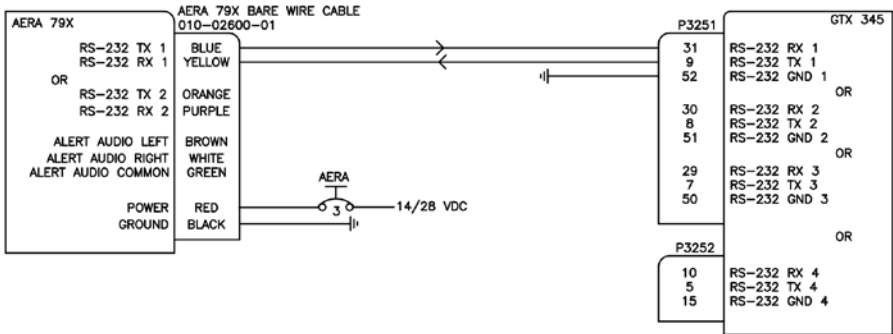 AERA 79X BARE WIRE CABLE
010-02600-01
AERA 79X
RS-232 TX 1 BLUE
RS-232 RX 1 YELLOW
OR
RS-232 TX 2 ORANGE
RS-232 RX 2 PURPLE
ALERT AUDIO LEFT BROWN
ALERT AUDIO RIGHT WHITE
ALERT AUDIO COMMON GREEN
POWER RED
GROUND BLACK
AERA
3
14/28 VDC
P3251
GTX 345
31 RS-232 RX 1
9 RS-232 TX 1
52 RS-232 GND 1
OR
30 RS-232 RX 2
8 RS-232 TX 2
51 RS-232 GND 2
OR
29 RS-232 RX 3
7 RS-232 TX 3
50 RS-232 GND 3
OR
P3252
10 RS-232 RX 4
5 RS-232 TX 4
15 RS-232 GND 4